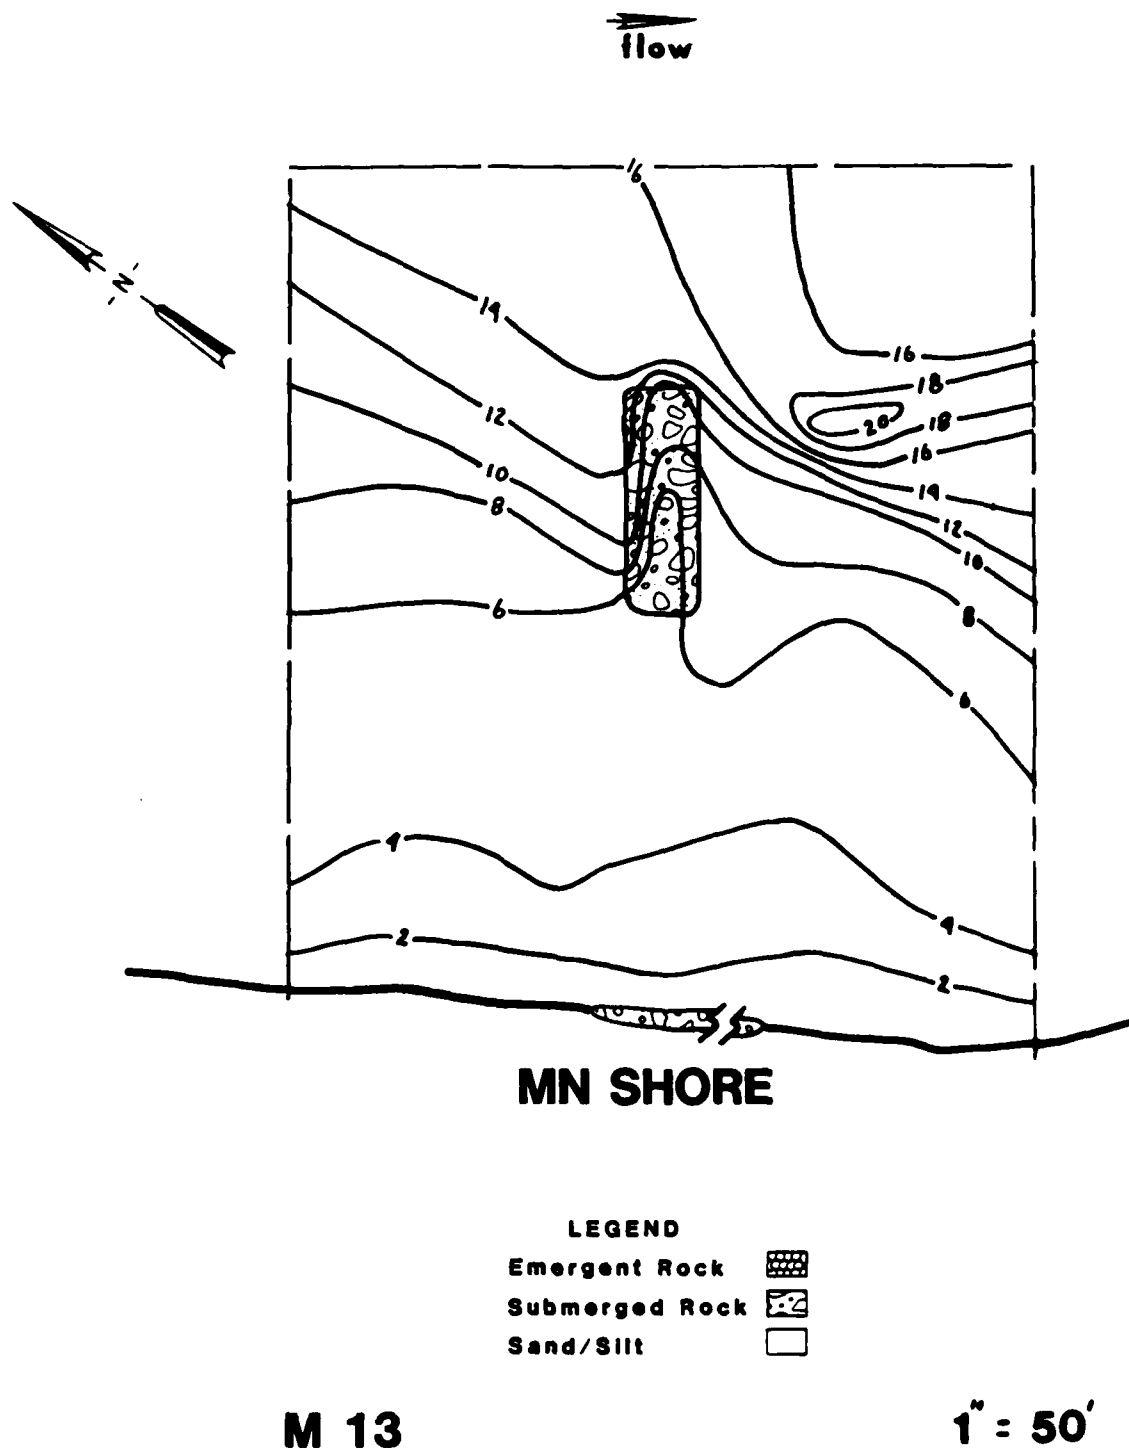 flow
16
N
14
16
18
12
20
18
16
10
14
8
12
10
6
8
6
4
4
2
2
MN SHORE
LEGEND
Emergent Rock
Submerged Rock
Sand/Silt
M 13
1" = 50'